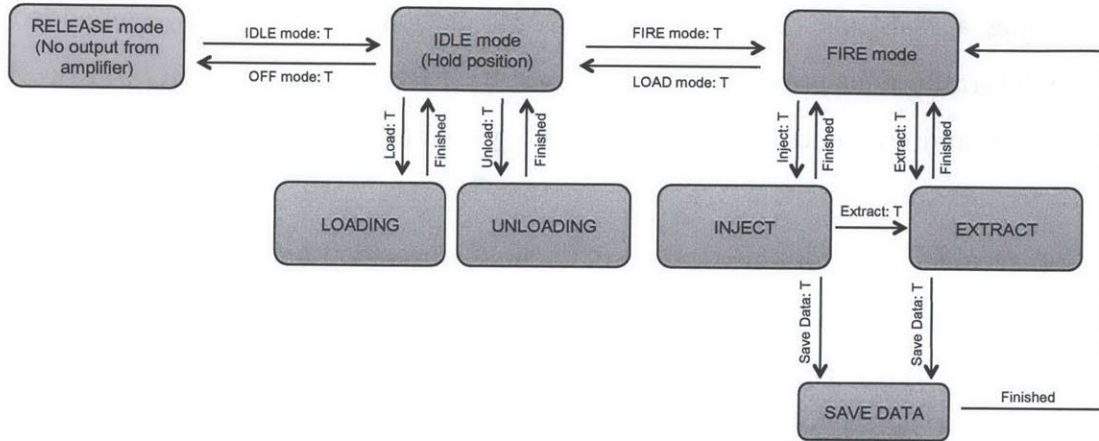 RELEASE mode
(No output from
amplifier)
IDLE mode: T
OFF mode: T
IDLE mode
(Hold position)
FIRE mode: T
LOAD mode: T
FIRE mode
Load: T
Finished
Unload: T
Finished
Inject: T
Finished
Extract: T
Finished
LOADING
UNLOADING
INJECT
Extract: T
EXTRACT
Save Data: T
Save Data: T
SAVE DATA
Finished